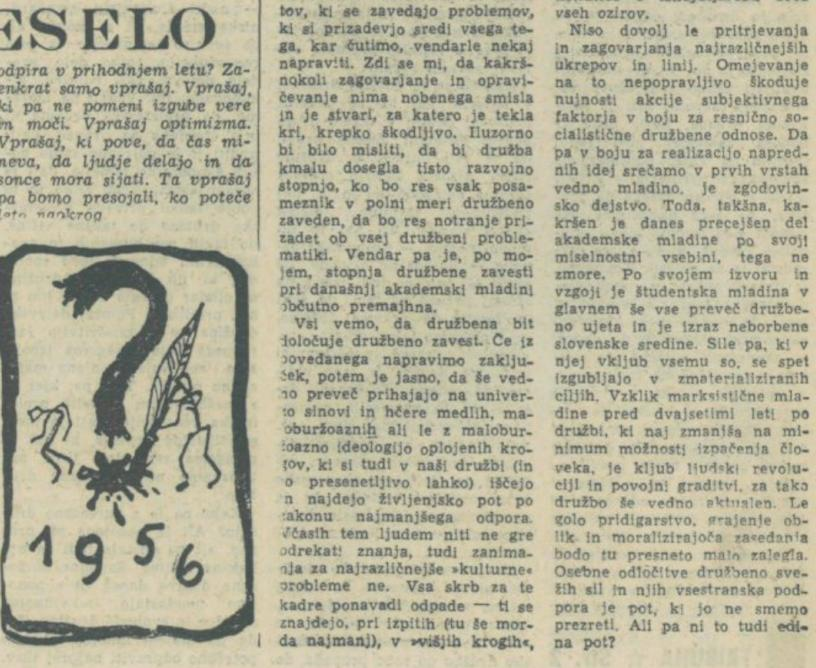 ESELO
odpira v prihodnjem letu? Za-
enkrat samo vprašaj. Vprašaj,
ki pa ne pomeni izgube vere
m moči. Vprašaj optimizma.
Vprašaj, ki pove, da čas mi-
neva, da ljudje delajo in da
sonce mora sijati. Ta vprašaj
pa bomo presojali, ko poteče
leto naokrog
1956
tov, ki se zavedajo problemov,
ki si prizadevjo sredi vsega te-
ga, kar čutimo, vendarle nekaj
napraviti. Zdi se mi, da kakrš-
nqkoli zagovarjanje in opravi-
čevanje nima nobenega smisla
in je stvari, za katero je tekla
kri, krepko škodljivo. Iluzorno
bi bilo misliti, da bi družba
kmalu dosegla tisto razvojno
stopnjo, ko bo res vsak posa-
meznik v polni meri družbeno
zaveden, da bo res notranje pri-
zadet ob vsej družbeni proble-
matiki. Vendar pa je, po mo-
jem, stopnja družbene zavesti
pri današnji akademski mladini
občutno premajhna.
Vsi vemo, da družbena bit
določuje družbeno zavest. Če iz
povedanega napravimo zaklju-
ček, potem je jasno, da še ved-
no preveč prihajajo na univer-
zo sinovi in hčere medlih, ma-
oburžoaznih ali le z malobur-
žoazno ideologijo oplojenih kro-
gov, ki si tudi v naši družbi (in
o presenetljivo lahko) iščejo
n najdejo življenjsko pot po
zakonu najmanjšega odpora.
Včasih tem ljudem niti ne gre
odrekati znanja, tudi zanima-
nja za najrazličnejše »kulturne«
probleme ne. Vsa skrb za te
kadre ponavadi odpade — ti se
znajdejo, pri izpitih (tu še mor-
da najmanj), v »višjih krogih«,
vseh ozirov.
Niso dovolj le pritrjevanja
in zagovarjanja najrazličnejših
ukrepov in linij. Omejevanje
na to nepopravljivo škoduje
nujnosti akcije subjektivnega
faktorja v boju za resnično so-
cialistične družbene odnose. Da
pa v boju za realizacijo napred-
nih idej srečamo v prvih vrstah
vedno mladino, je zgodovin-
sko dejstvo. Toda, takšna, ka-
kršen je danes precejšen del
akademske mladine po svoji
miselnostni vsebini, tega ne
zmore. Po svojem izvoru in
vzgoji je študentska mladina v
glavnem še vse preveč družbe-
no ujeta in je izraz neborbene
slovenske sredine. Sile pa, ki v
njej vkljub vsemu so, se spet
izgubljajo v zmaterializiranih
ciljih. Vzklik marksistične mla-
dine pred dvajsetimi leti po
družbi, ki naj zmanjša na mi-
nimum možnosti izpačenja člo-
veka, je kljub ljudski revolu-
ciji in povojni graditvi, za tako
družbo še vedno aktualen. Le
golo pridigarstvo, grajenje ob-
lik in moralizirajoča zasedanja
bodo tu presneto malo zalegla.
Osebne odločitve družbeno sve-
žih sil in njih vsestranska pod-
pora je pot, ki jo ne smemo
prezreti. Ali pa ni to tudi edi-
na pot?